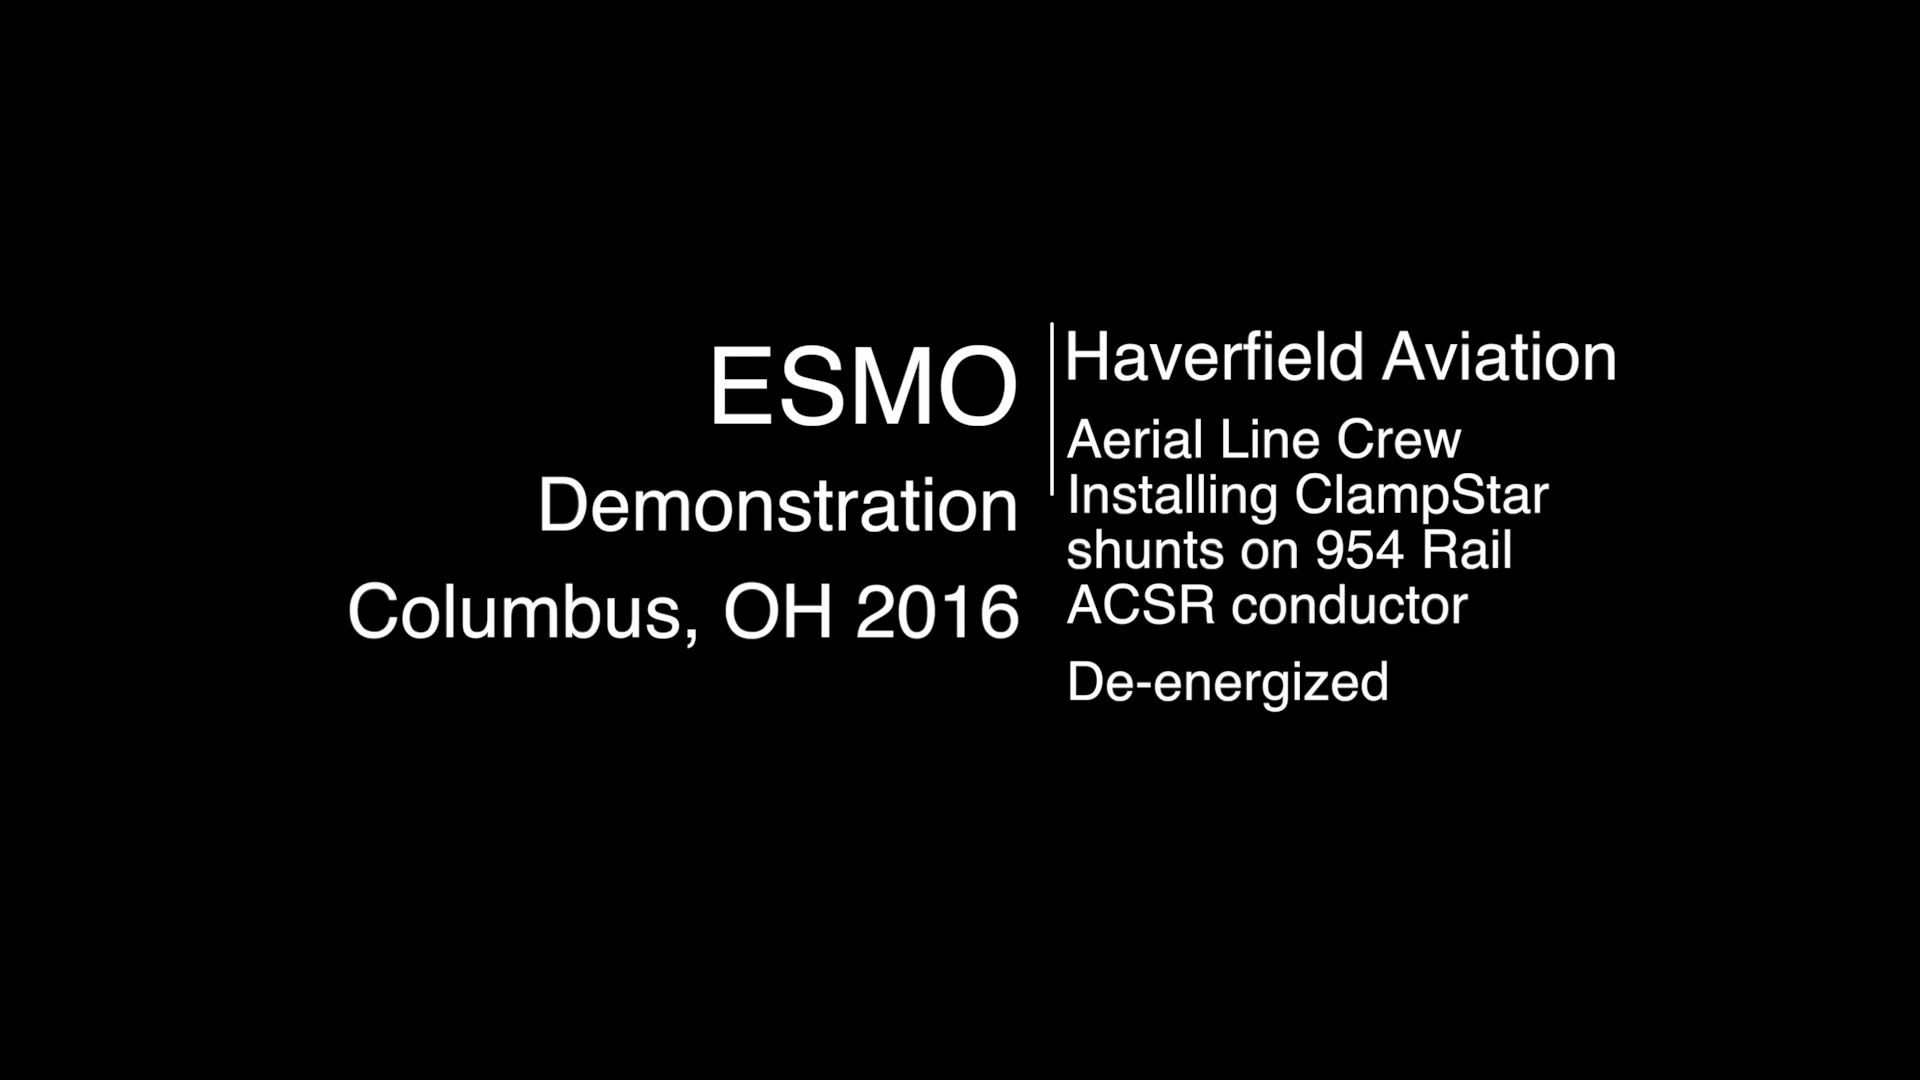 ESMO
Demonstration
Columbus, OH 2016
Haverfield Aviation
Aerial Line Crew
Installing ClampStar
shunts on 954 Rail
ACSR conductor
De-energized